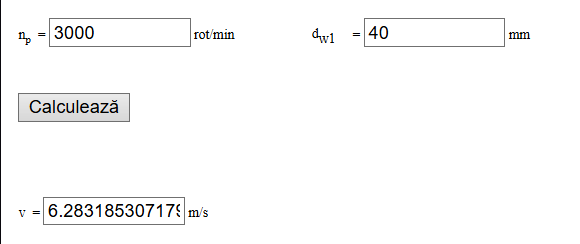 np = 3000 rot/min dw1 = 40 mm
Calculează
v = 6.28318530717 m/s